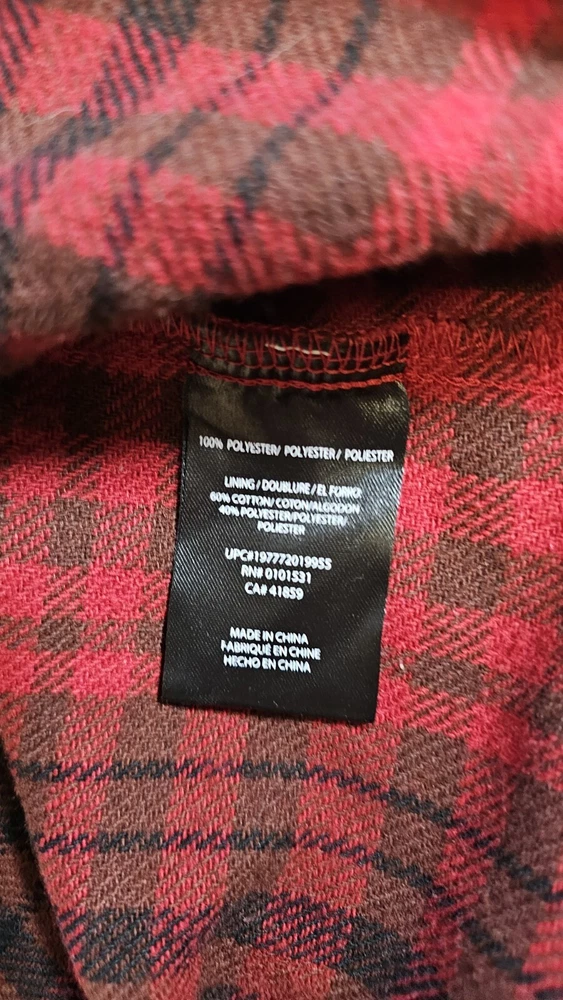 100% POLYESTER/ POLYESTER / POLIESTER
LINING / DOUBLURE / EL FORRO:
60% COTTON/ COTON/ALGODON
40% POLYESTER/POLYESTER/
POLIESTER
UPC#197772019955
RN# 0101531
CA# 41859
MADE IN CHINA
FABRIQUÉ EN CHINE
HECHO EN CHINA